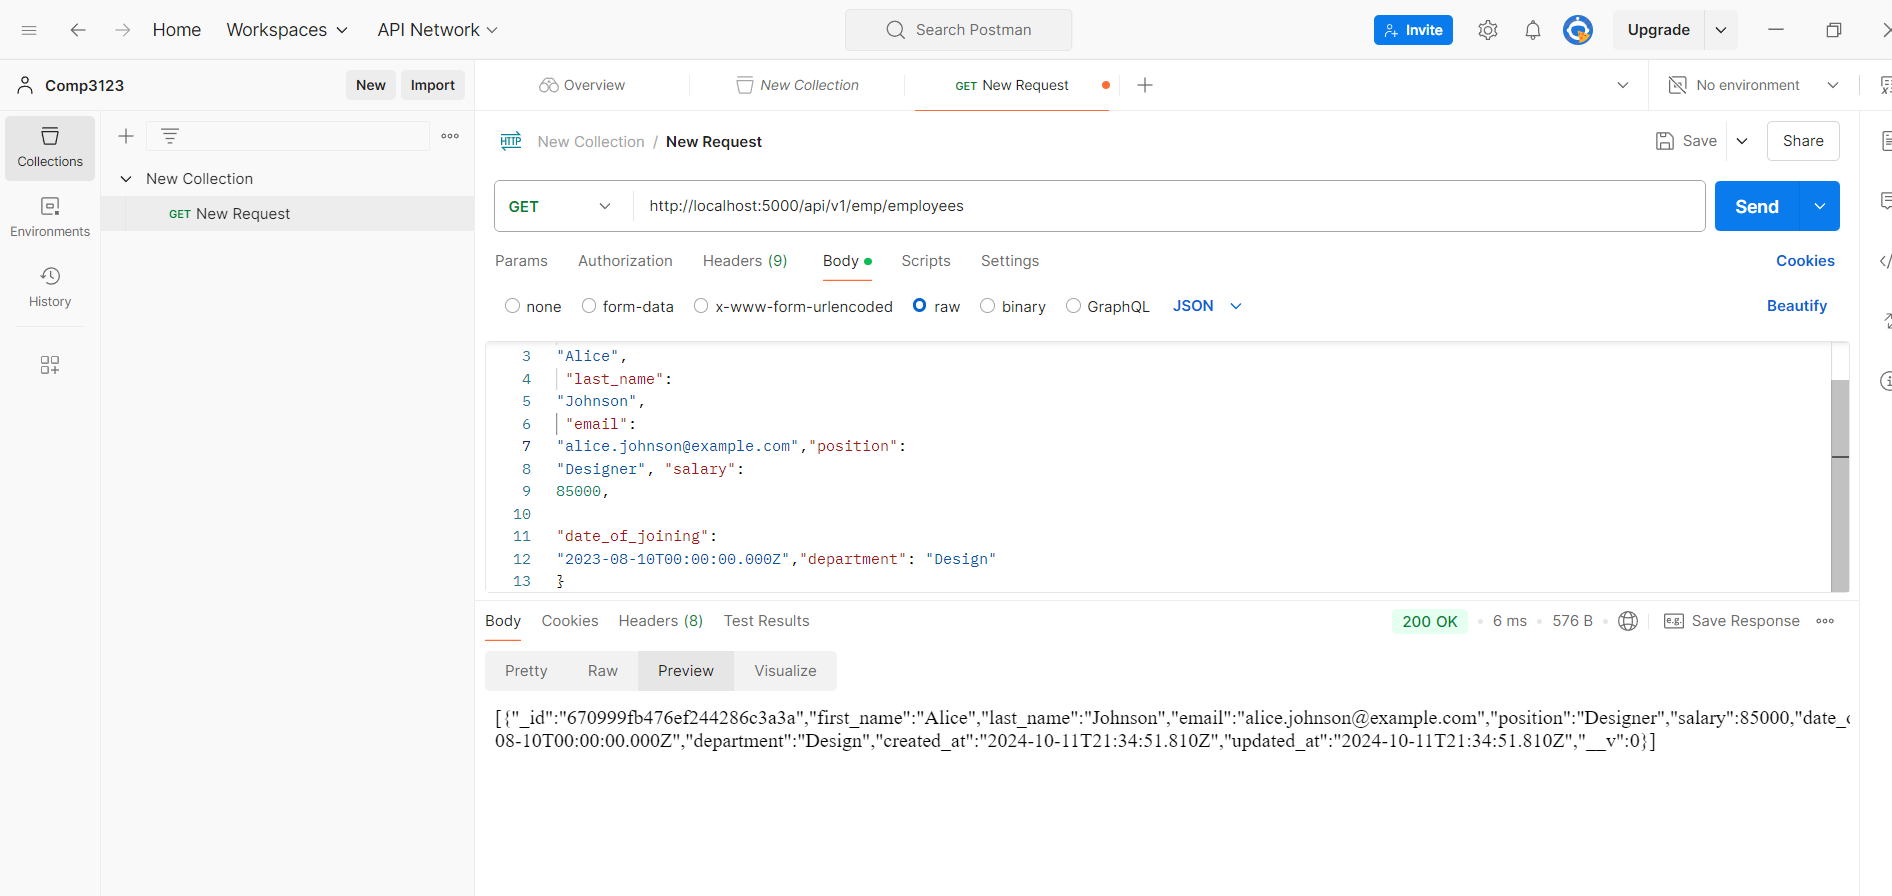 Home Workspaces API Network Search Postman Invite Upgrade
Comp3123 New Import Overview New Collection GET New Request No environment
Collections
New Collection / New Request Save Share
New Collection
GET New Request
GET http://localhost:5000/api/v1/emp/employees Send
Environments
Params Authorization Headers (9) Body Scripts Settings Cookies
History
none form-data x-www-form-urlencoded raw binary GraphQL JSON Beautify
3 "Alice",
4 "last_name":
5 "Johnson",
6 "email":
7 "alice.johnson@example.com","position":
8 "Designer", "salary":
9 85000,
10
11 "date_of_joining":
12 "2023-08-10T00:00:00.000Z","department": "Design"
13 }
Body Cookies Headers (8) Test Results 200 OK 6 ms 576 B e.g. Save Response
Pretty Raw Preview Visualize
[{"_id":"670999fb476ef244286c3a3a","first_name":"Alice","last_name":"Johnson","email":"alice.johnson@example.com","position":"Designer","salary":85000,"date_
08-10T00:00:00.000Z","department":"Design","created_at":"2024-10-11T21:34:51.810Z","updated_at":"2024-10-11T21:34:51.810Z","__v":0}]